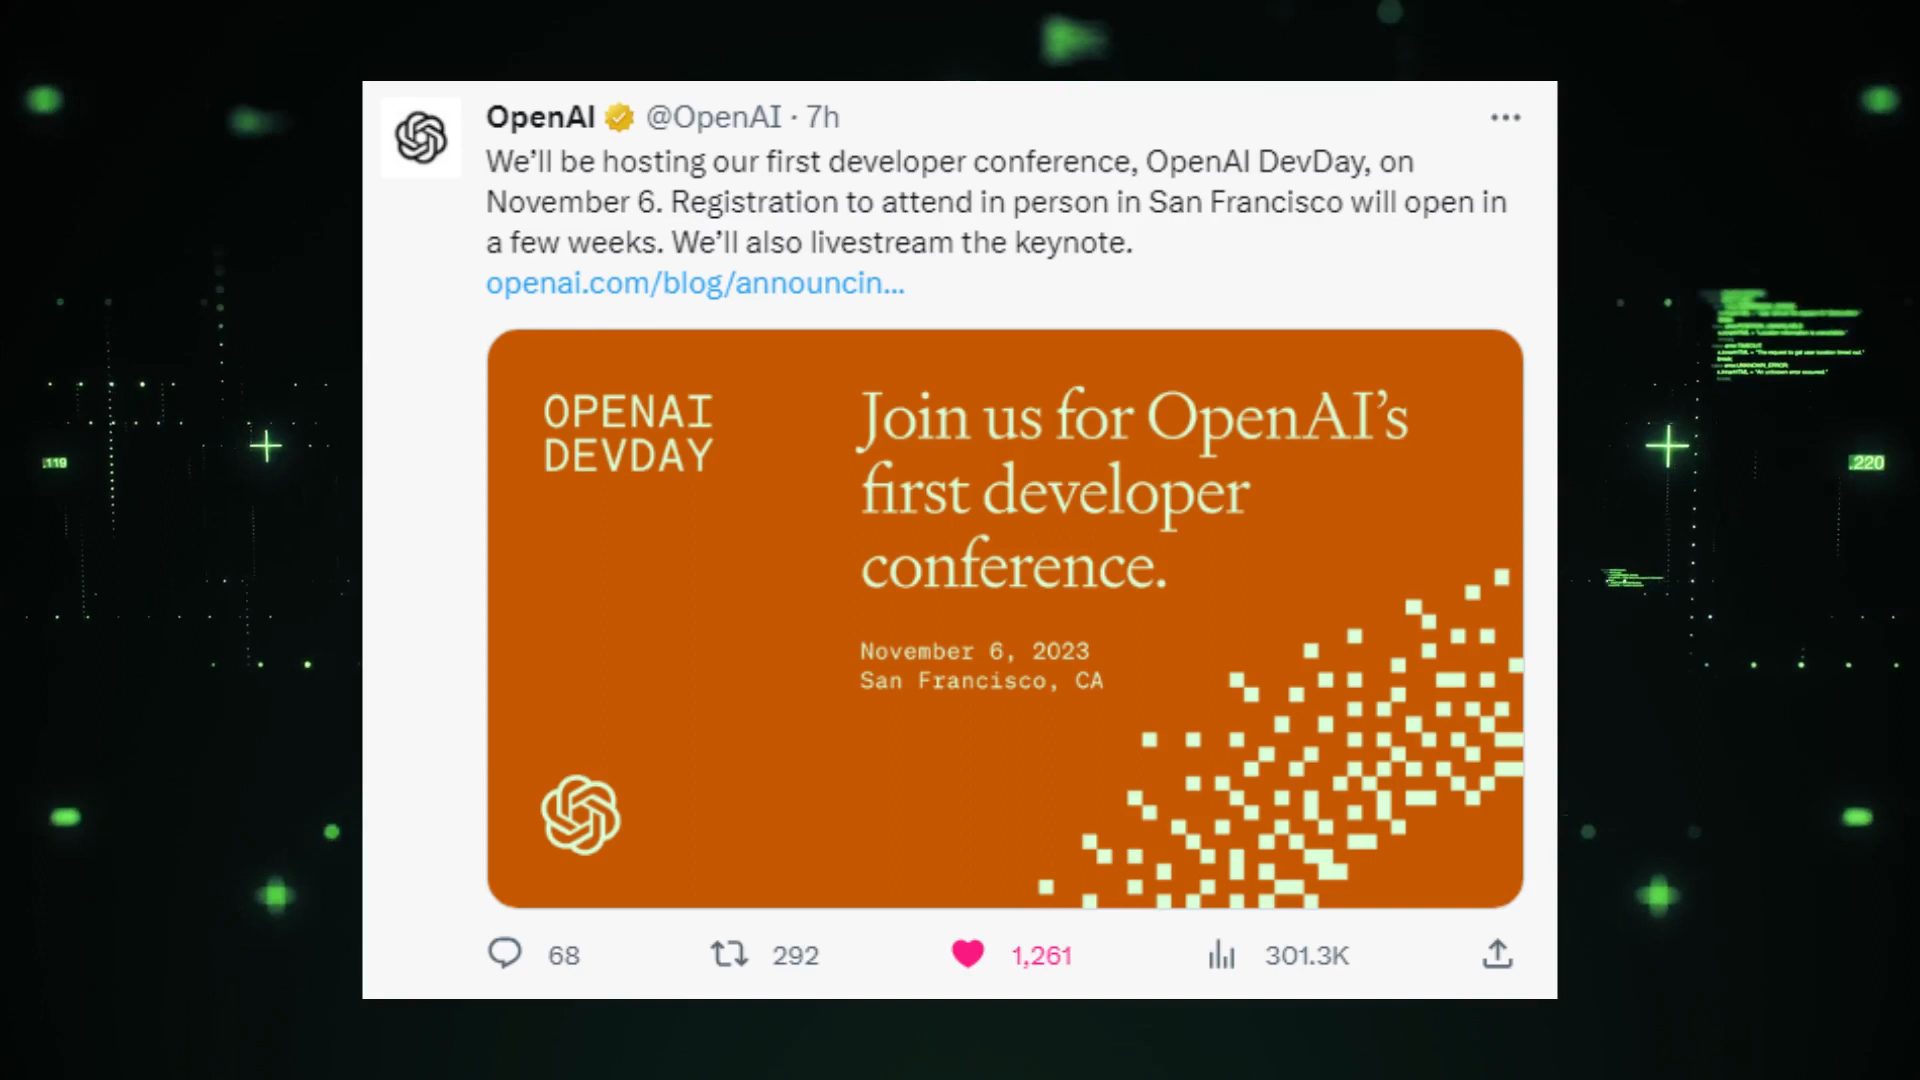 OpenAI @OpenAI · 7h
We’ll be hosting our first developer conference, OpenAI DevDay, on
November 6. Registration to attend in person in San Francisco will open in
a few weeks. We’ll also livestream the keynote.
openai.com/blog/announcin...
OPENAI
DEVDAY
Join us for OpenAI’s
first developer
conference.
November 6, 2023
San Francisco, CA
68 292 1,261 301.3K
.119
.220